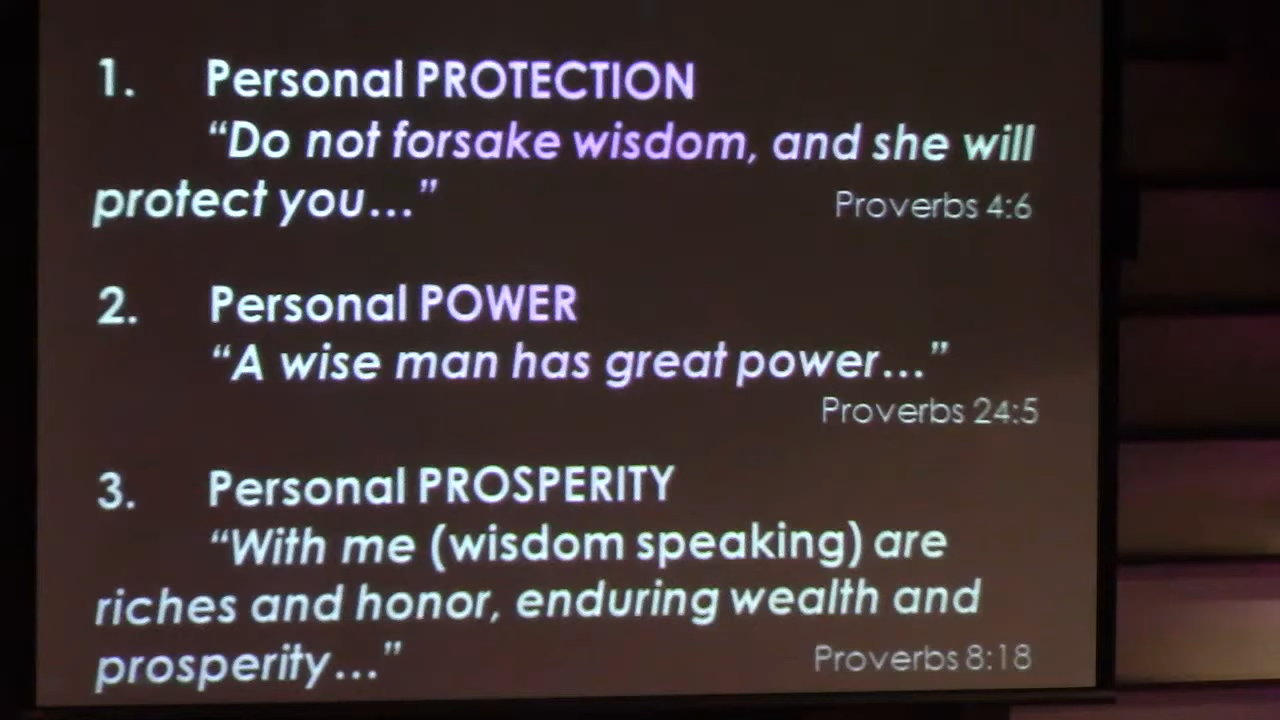 1. Personal PROTECTION
“Do not forsake wisdom, and she will
protect you…” Proverbs 4:6
2. Personal POWER
“A wise man has great power…”
Proverbs 24:5
3. Personal PROSPERITY
“With me (wisdom speaking) are
riches and honor, enduring wealth and
prosperity…” Proverbs 8:18